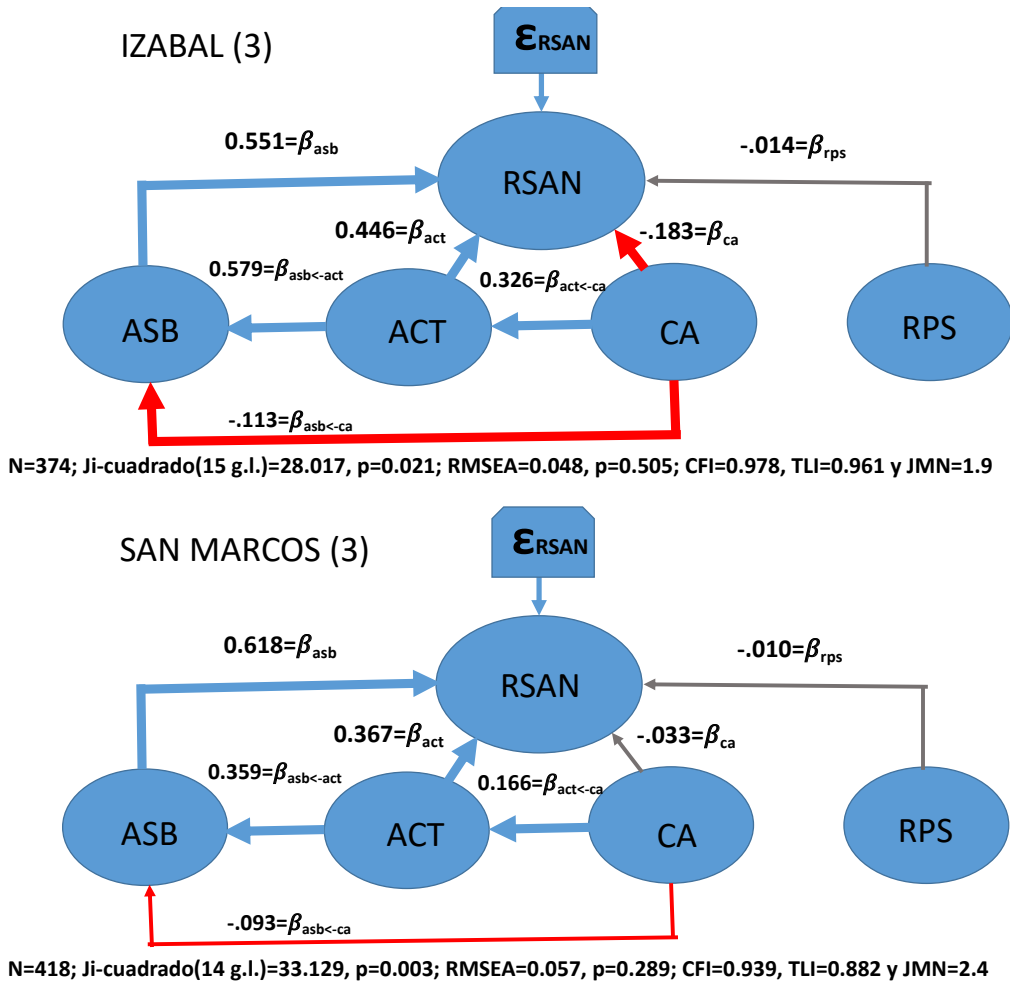 IZABAL (3)
εRSAN
0.551=βasb
-.014=βrps
RSAN
0.446=βact
-.183=βca
0.579=βasb<-act
0.326=βact<-ca
ASB
ACT
CA
RPS
-.113=βasb<-ca
N=374; Ji-cuadrado(15 g.l.)=28.017, p=0.021; RMSEA=0.048, p=0.505; CFI=0.978, TLI=0.961 y JMN=1.9
SAN MARCOS (3)
εRSAN
0.618=βasb
-.010=βrps
RSAN
0.367=βact
-.033=βca
0.359=βasb<-act
0.166=βact<-ca
ASB
ACT
CA
RPS
-.093=βasb<-ca
N=418; Ji-cuadrado(14 g.l.)=33.129, p=0.003; RMSEA=0.057, p=0.289; CFI=0.939, TLI=0.882 y JMN=2.4